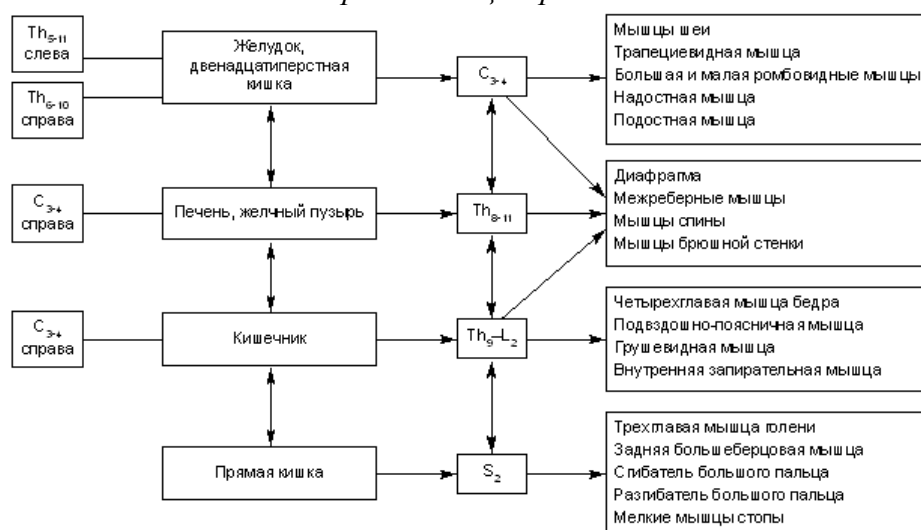 Th5-11
слева
Th6-10
справа
Желудок,
двенадцатиперстная
кишка
C3-4
Мышцы шеи
Трапециевидная мышца
Большая и малая ромбовидные мышцы
Надостная мышца
Подостная мышца
C3-4
справа
Печень, желчный пузырь
Th8-11
Диафрагма
Межреберные мышцы
Мышцы спины
Мышцы брюшной стенки
C3-4
справа
Кишечник
Th9–L2
Четырехглавая мышца бедра
Подвздошно-поясничная мышца
Грушевидная мышца
Внутренняя запирательная мышца
Прямая кишка
S2
Трехглавая мышца голени
Задняя большеберцовая мышца
Сгибатель большого пальца
Разгибатель большого пальца
Мелкие мышцы стопы